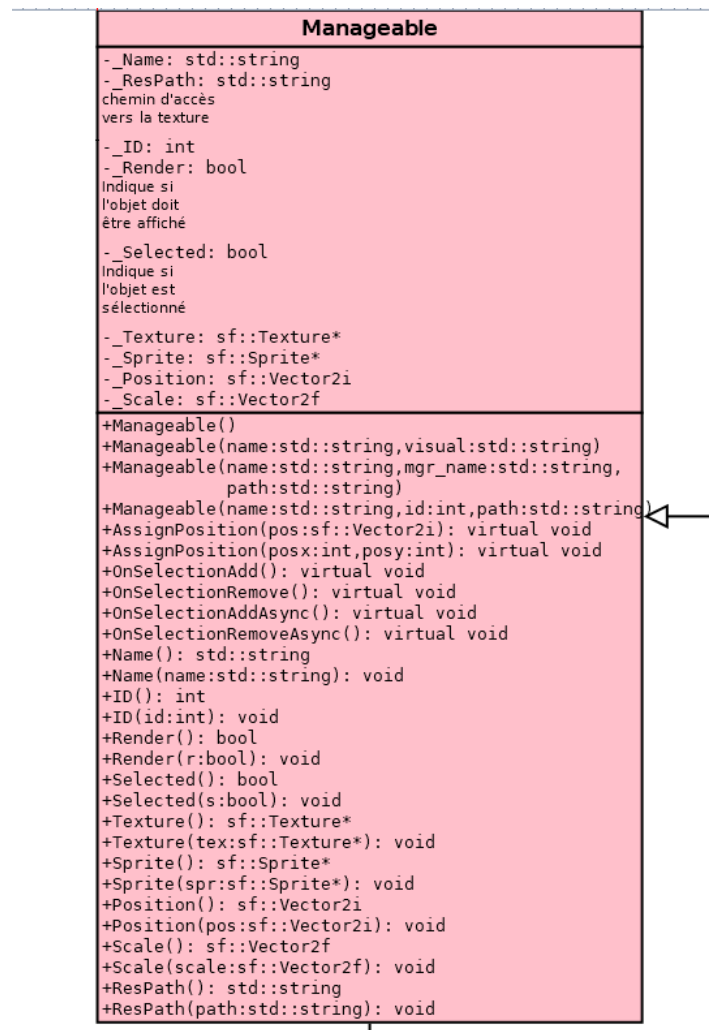 Manageable
-_Name: std::string
-_ResPath: std::string
chemin d'accès
vers la texture
-_ID: int
-_Render: bool
Indique si
l'objet doit
être affiché
-_Selected: bool
Indique si
l'objet est
sélectionné
-_Texture: sf::Texture*
-_Sprite: sf::Sprite*
-_Position: sf::Vector2i
-_Scale: sf::Vector2f
+Manageable()
+Manageable(name:std::string,visual:std::string)
+Manageable(name:std::string,mgr_name:std::string,
path:std::string)
+Manageable(name:std::string,id:int,path:std::string)
+AssignPosition(pos:sf::Vector2i): virtual void
+AssignPosition(posx:int,posy:int): virtual void
+OnSelectionAdd(): virtual void
+OnSelectionRemove(): virtual void
+OnSelectionAddAsync(): virtual void
+OnSelectionRemoveAsync(): virtual void
+Name(): std::string
+Name(name:std::string): void
+ID(): int
+ID(id:int): void
+Render(): bool
+Render(r:bool): void
+Selected(): bool
+Selected(s:bool): void
+Texture(): sf::Texture*
+Texture(tex:sf::Texture*): void
+Sprite(): sf::Sprite*
+Sprite(spr:sf::Sprite*): void
+Position(): sf::Vector2i
+Position(pos:sf::Vector2i): void
+Scale(): sf::Vector2f
+Scale(scale:sf::Vector2f): void
+ResPath(): std::string
+ResPath(path:std::string): void